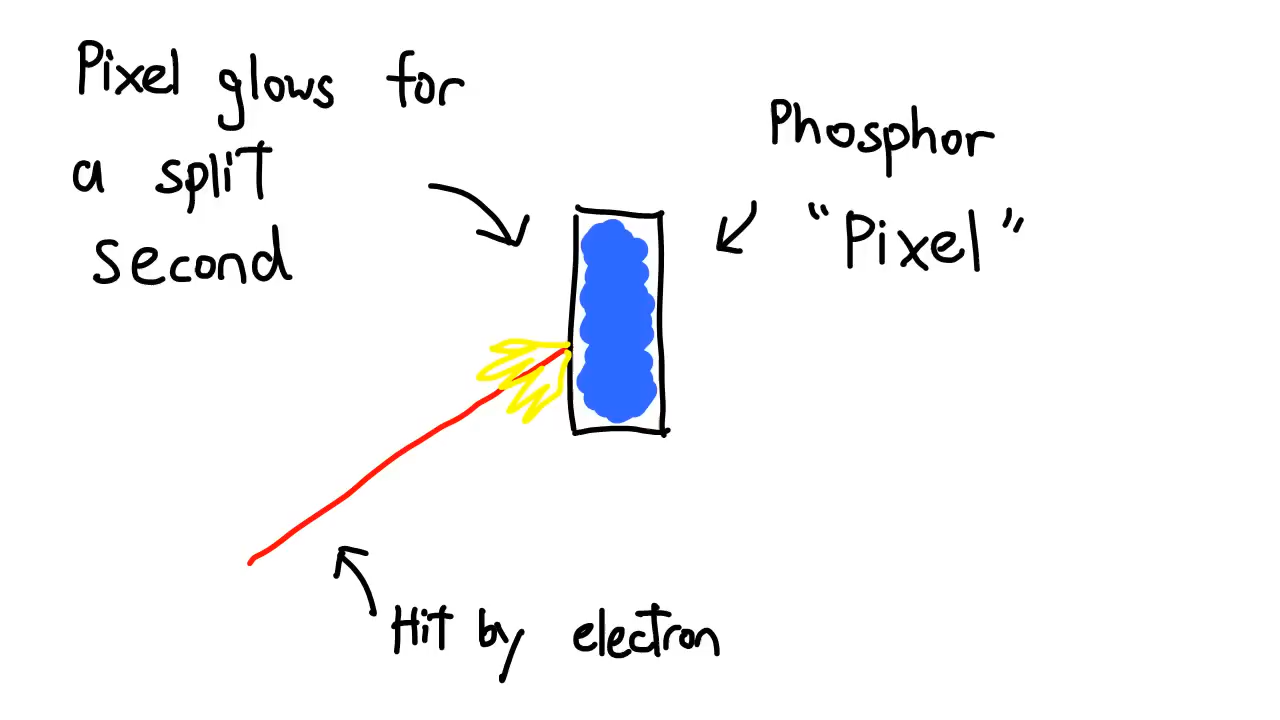 Pixel glows for
a split
second
Phosphor
"Pixel"
Hit by electron